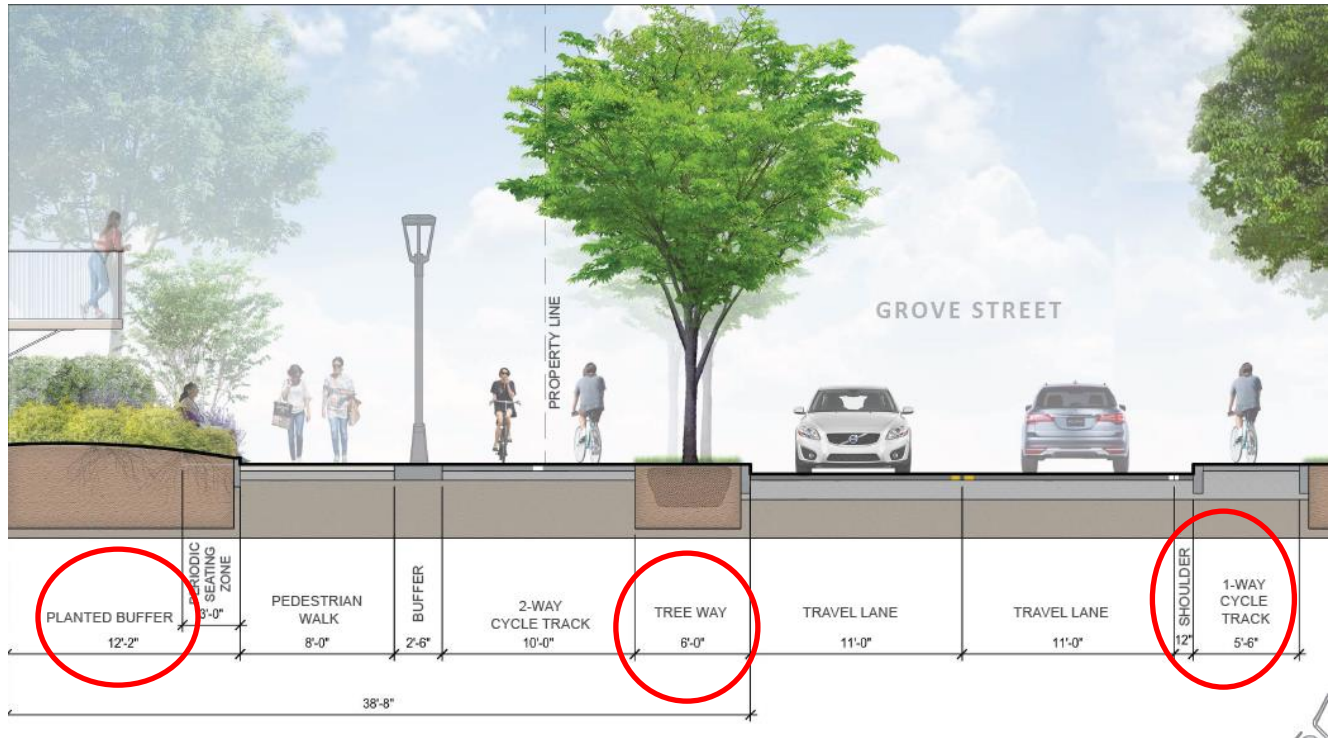 GROVE STREET
PROPERTY LINE
PLANTED BUFFER
12'-2"
PERIODIC
SEATING
ZONE
3'-0"
PEDESTRIAN
WALK
8'-0"
BUFFER
2'-6"
2-WAY
CYCLE TRACK
10'-0"
TREE WAY
6'-0"
TRAVEL LANE
11'-0"
TRAVEL LANE
11'-0"
SHOULDER
12"
1-WAY
CYCLE
TRACK
5'-6"
38'-8"